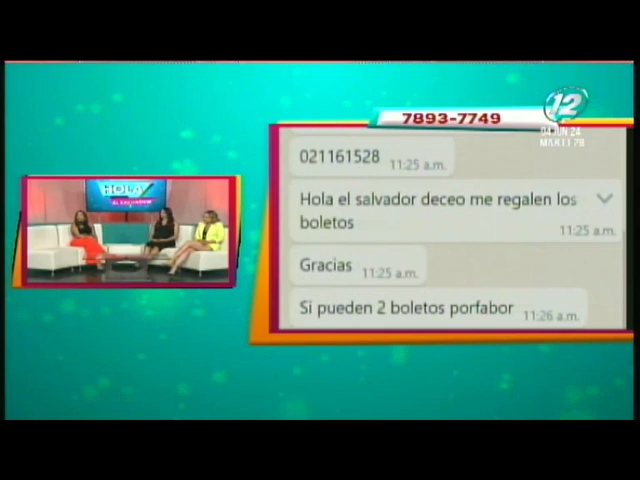 12
04 JUN 24
7893-7749
021161528
11:25 a.m.
Hola el salvador deceo me regalen los
boletos
11:25 a.m.
Gracias
11:25 a.m.
Si pueden 2 boletos porfabor
11:26 a.m.
HOLA
EL SALVADOR